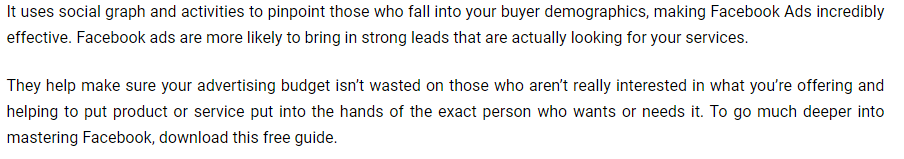 It uses social graph and activities to pinpoint those who fall into your buyer demographics, making Facebook Ads incredibly
effective. Facebook ads are more likely to bring in strong leads that are actually looking for your services.
They help make sure your advertising budget isn't wasted on those who aren't really interested in what you're offering and
helping to put product or service put into the hands of the exact person who wants or needs it. To go much deeper into
mastering Facebook, download this free guide.